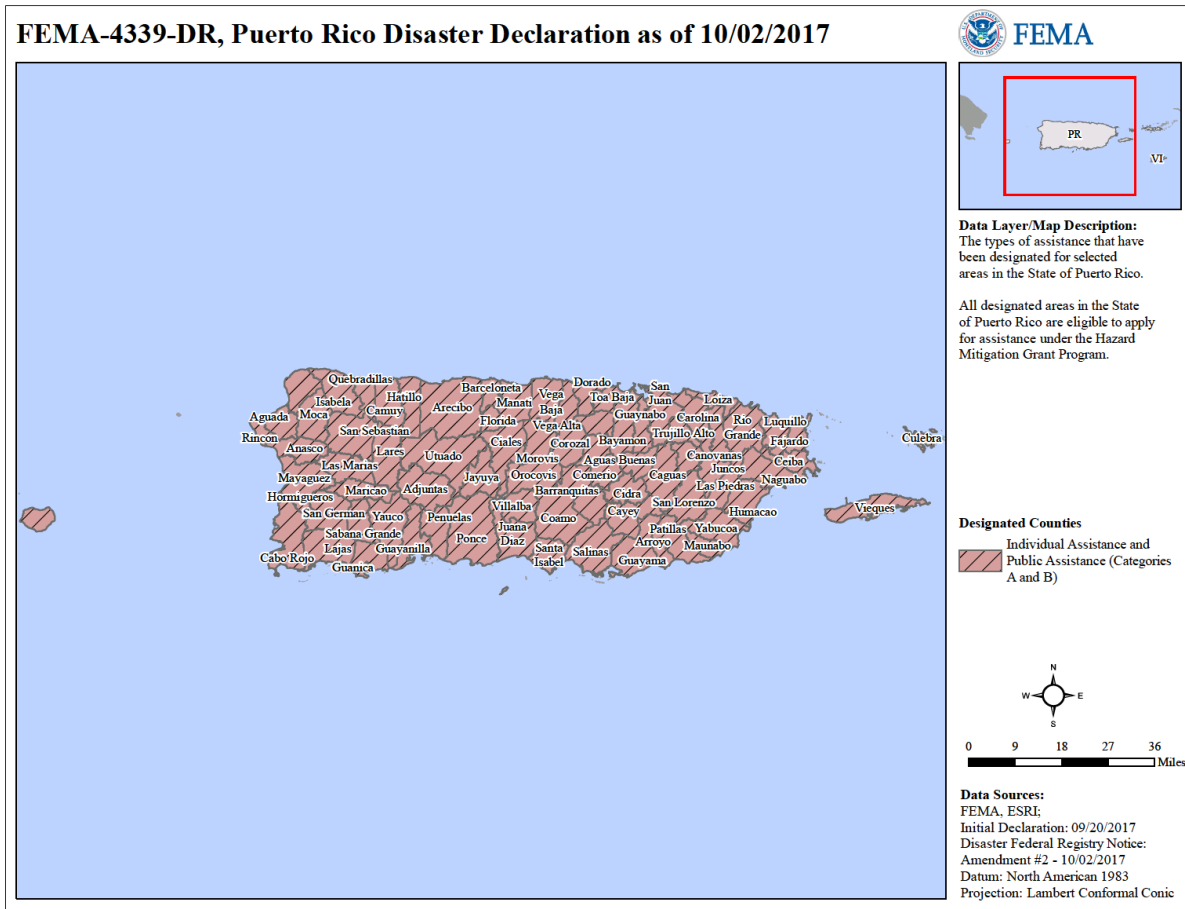 FEMA-4339-DR, Puerto Rico Disaster Declaration as of 10/02/2017
FEMA
PR
VI
Data Layer/Map Description:
The types of assistance that have
been designated for selected
areas in the State of Puerto Rico.
All designated areas in the State
of Puerto Rico are eligible to apply
for assistance under the Hazard
Mitigation Grant Program.
Quebradillas
Isabela
Hatillo
Camuy
Barceloneta
Arecibo
Manati
Florida
Vega
Baja
Vega Alta
Dorado
Toa Baja
San
Juan
Guaynabo
Loiza
Carolina
Trujillo Alto
Rio
Grande
Luquillo
Fajardo
Culebra
Aguada
Moca
Rincon
San Sebastian
Anasco
Lares
Utuado
Ciales
Corozal
Bayamon
Morovis
Aguas Buenas
Canovanas
Juncos
Ceiba
Naguabo
Las Marias
Mayaguez
Maricao
Adjuntas
Jayuya
Orocovis
Comerio
Barranquitas
Caguas
Las Piedras
Hormigueros
San German
Yauco
Penuelas
Villalba
Coamo
Cidra
Cayey
San Lorenzo
Humacao
Vieques
Sabana Grande
Lajas
Guayanilla
Ponce
Juana
Diaz
Patillas
Yabucoa
Arroyo
Maunabo
Cabo Rojo
Guanica
Santa
Isabel
Salinas
Guayama
Designated Counties
Individual Assistance and
Public Assistance (Categories
A and B)
N
W
E
S
0 9 18 27 36
Miles
Data Sources:
FEMA, ESRI;
Initial Declaration: 09/20/2017
Disaster Federal Registry Notice:
Amendment #2 - 10/02/2017
Datum: North American 1983
Projection: Lambert Conformal Conic